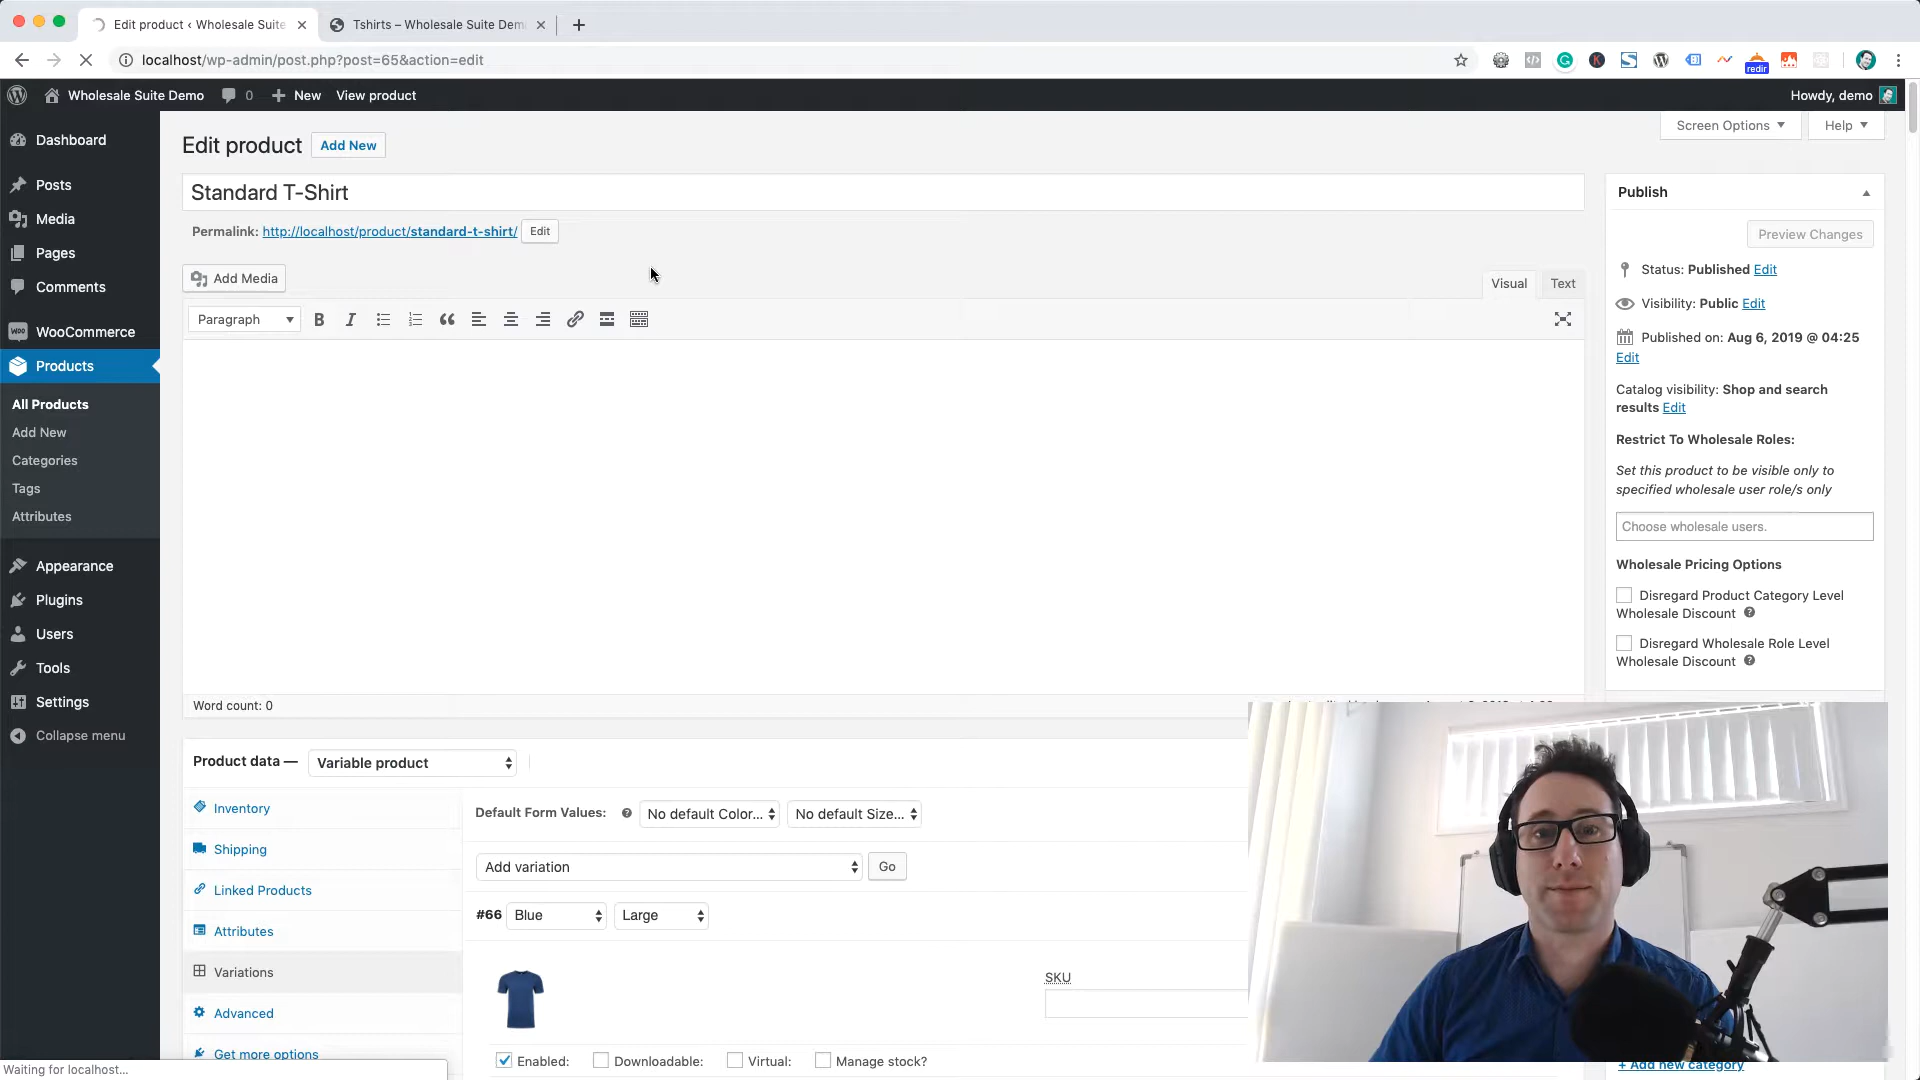 Edit product ‹ Wholesale Suite
Tshirts – Wholesale Suite Dem
localhost/wp-admin/post.php?post=65&action=edit
redir
Wholesale Suite Demo
0
New
View product
Howdy, demo
Dashboard
Posts
Media
Pages
Comments
WooCommerce
Products
All Products
Add New
Categories
Tags
Attributes
Appearance
Plugins
Users
Tools
Settings
Collapse menu
Screen Options
Help
Edit product
Add New
Standard T-Shirt
Permalink: http://localhost/product/standard-t-shirt/
Edit
Add Media
Visual
Text
Paragraph
Word count: 0
Product data —
Variable product
Inventory
Shipping
Linked Products
Attributes
Variations
Advanced
Get more options
Default Form Values:
No default Color...
No default Size...
Add variation
Go
#66
Blue
Large
SKU
Enabled:
Downloadable:
Virtual:
Manage stock?
Publish
Preview Changes
Status: Published Edit
Visibility: Public Edit
Published on: Aug 6, 2019 @ 04:25
Edit
Catalog visibility: Shop and search
results Edit
Restrict To Wholesale Roles:
Set this product to be visible only to
specified wholesale user role/s only
Choose wholesale users.
Wholesale Pricing Options
Disregard Product Category Level
Wholesale Discount
Disregard Wholesale Role Level
Wholesale Discount
+ Add new category
Waiting for localhost...